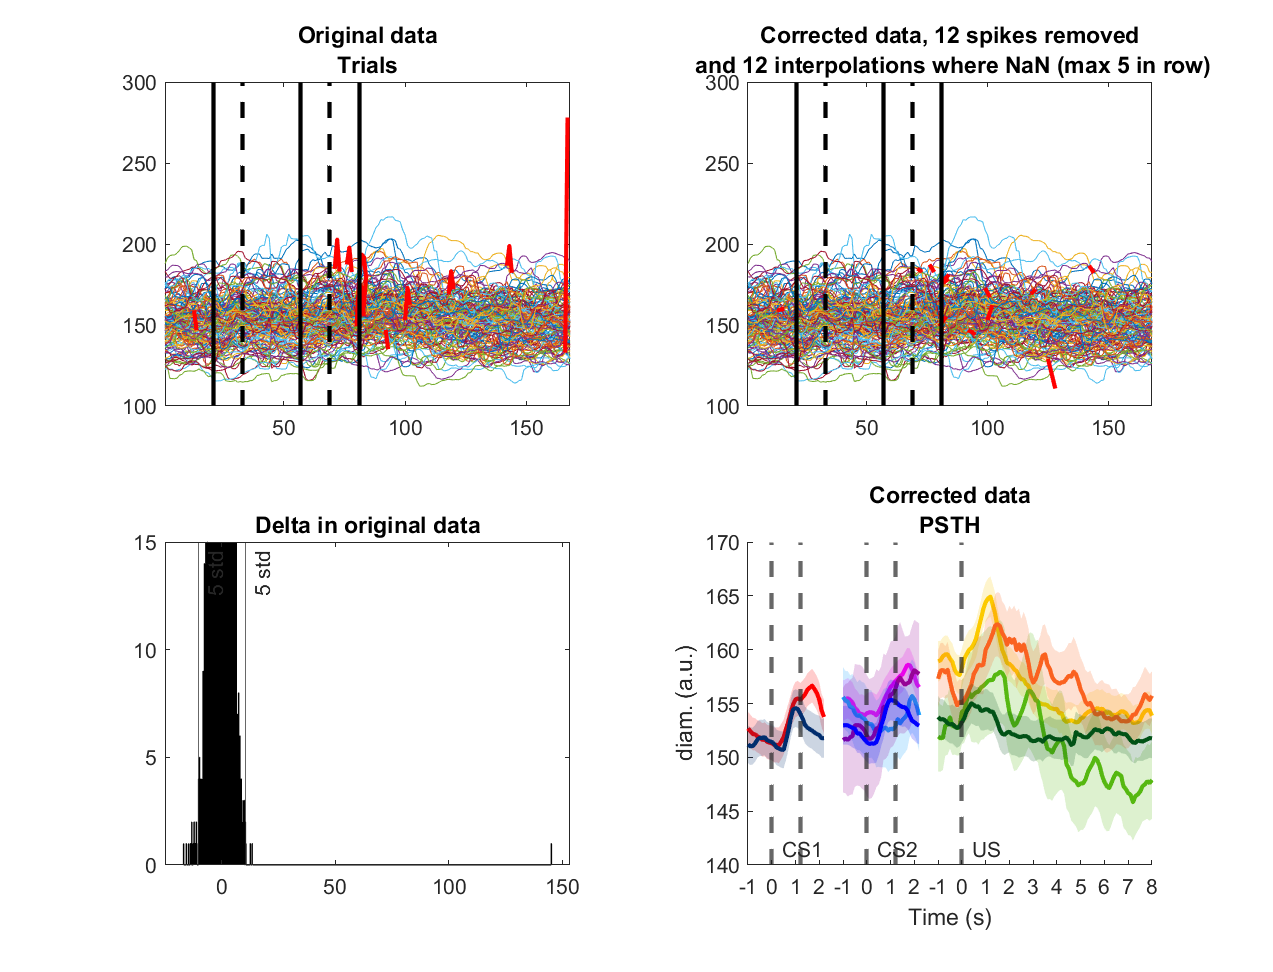 Original data
Trials
300
250
200
150
100
50
100
150
Corrected data, 12 spikes removed
and 12 interpolations where NaN (max 5 in row)
300
250
200
150
100
50
100
150
Delta in original data
15
10
5
0
5 std
5 std
0
50
100
150
Corrected data
PSTH
170
165
160
155
150
145
140
diam. (a.u.)
CS1
CS2
US
-1 0 1 2 -1 0 1 2 -1 0 1 2 3 4 5 6 7 8
Time (s)